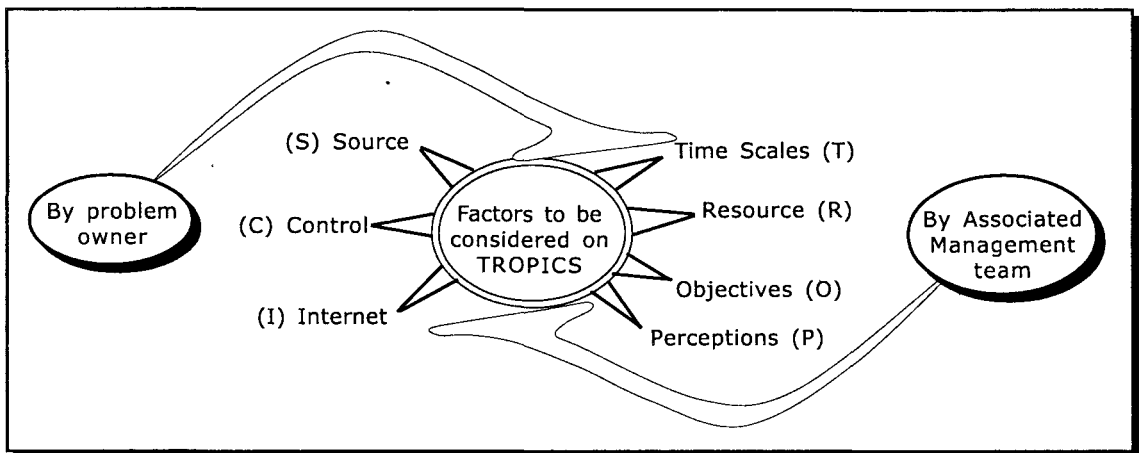 (S) Source
Time Scales (T)
By problem
owner
(C) Control
Factors to be
considered on
TROPICS
Resource (R)
By Associated
Management
team
(I) Internet
Objectives (O)
Perceptions (P)